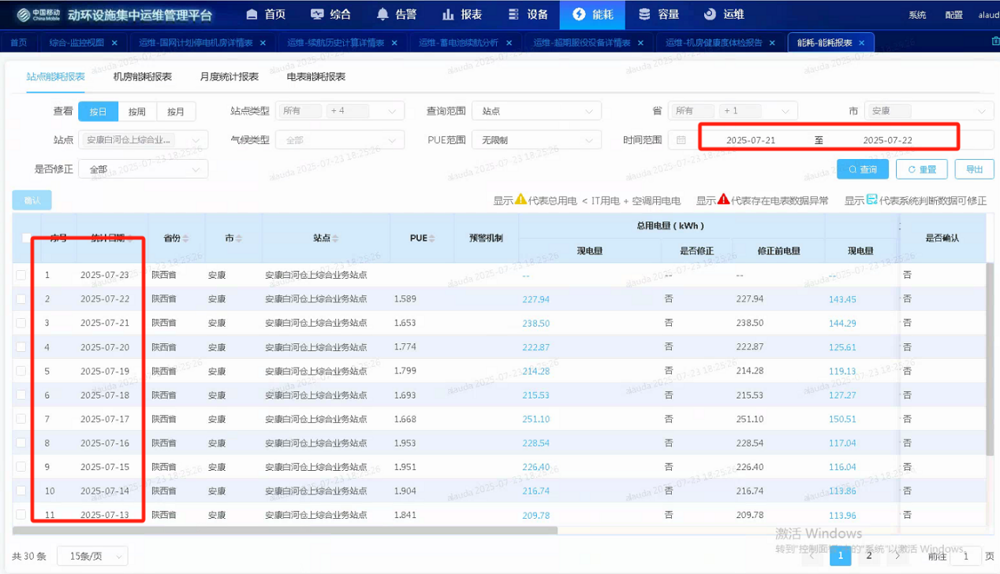 中国移动 China Mobile 动环设施集中运维管理平台 首页 综合 告警 报表 设备 能耗 容量 运维 系统 配置 alaud
首页 综合-监控视图 × 运维-国网计划停电机房详情表 × 运维-续航历史计算详情表 × 运维-蓄电池续航分析 × 运维-超期服役设备详情表 × 运维-机房健康度体检报告 × 能耗-能耗报表 ×
站点能耗报表 机房能耗报表 月度统计报表 电表能耗报表
查看 按日 按周 按月 站点类型 所有 + 4 查询范围 站点 省 所有 + 1 市 安康
站点 安康白河仓上综合业... 气候类型 全部 PUE范围 无限制 时间范围 2025-07-21 至 2025-07-22
是否修正 全部 查询 重置 导出
确认 显示 代表总用电 < IT用电 + 空调用电电 显示 代表存在电表数据异常 显示 代表系统判断数据可修正
序号 统计日期 省份 市 站点 PUE 预警机制 总用电量（kWh） 是否确认
现电量 是否修正 修正前电量 现电量
1 2025-07-23 陕西省 安康 安康白河仓上综合业务站点 -- -- -- -- 否
2 2025-07-22 陕西省 安康 安康白河仓上综合业务站点 1.589 227.94 否 227.94 143.45 否
3 2025-07-21 陕西省 安康 安康白河仓上综合业务站点 1.653 238.50 否 238.50 144.29 否
4 2025-07-20 陕西省 安康 安康白河仓上综合业务站点 1.774 222.87 否 222.87 125.61 否
5 2025-07-19 陕西省 安康 安康白河仓上综合业务站点 1.799 214.28 否 214.28 119.13 否
6 2025-07-18 陕西省 安康 安康白河仓上综合业务站点 1.693 215.53 否 215.53 127.27 否
7 2025-07-17 陕西省 安康 安康白河仓上综合业务站点 1.668 251.10 否 251.10 150.51 否
8 2025-07-16 陕西省 安康 安康白河仓上综合业务站点 1.953 228.54 否 228.54 117.04 否
9 2025-07-15 陕西省 安康 安康白河仓上综合业务站点 1.951 226.40 否 226.40 116.04 否
10 2025-07-14 陕西省 安康 安康白河仓上综合业务站点 1.904 216.74 否 216.74 113.86 否
11 2025-07-13 陕西省 安康 安康白河仓上综合业务站点 1.841 209.78 否 209.78 113.96 否
激活 Windows
转到"控制面板"中的"系统"以激活 Windows。
共 30 条 15条/页 1 2 前往 1 页
alauda 2025-07-23 18:25:26